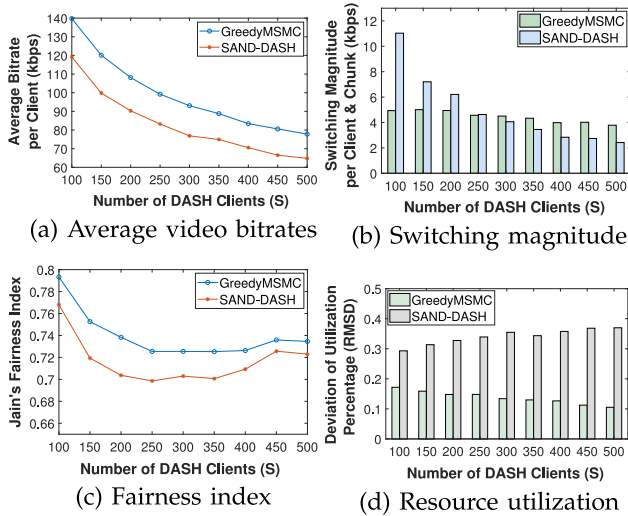 140
130
120
110
100
90
80
70
60
Average Bitrate
per Client (kbps)
GreedyMSMC
SAND-DASH
100 150 200 250 300 350 400 450 500
Number of DASH Clients (S)
(a) Average video bitrates
12
10
8
6
4
2
0
Switching Magnitude
per Client & Chunk (kbps)
GreedyMSMC
SAND-DASH
100 150 200 250 300 350 400 450 500
Number of DASH Clients (S)
(b) Switching magnitude
0.8
0.78
0.76
0.74
0.72
0.7
0.68
0.66
Jain's Fairness Index
GreedyMSMC
SAND-DASH
100 150 200 250 300 350 400 450 500
Number of DASH Clients (S)
(c) Fairness index
0.5
0.4
0.3
0.2
0.1
0
Deviation of Utilization
Percentage (RMSD)
GreedyMSMC
SAND-DASH
100 150 200 250 300 350 400 450 500
Number of DASH Clients (S)
(d) Resource utilization